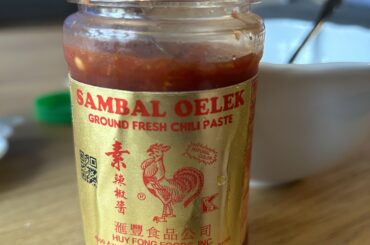 SAMBAL OELEK
GROUND FRESH CHILI PASTE
素
辣
椒
醬
®
滙豐食品公司
HUY FONG FOODS, INC.